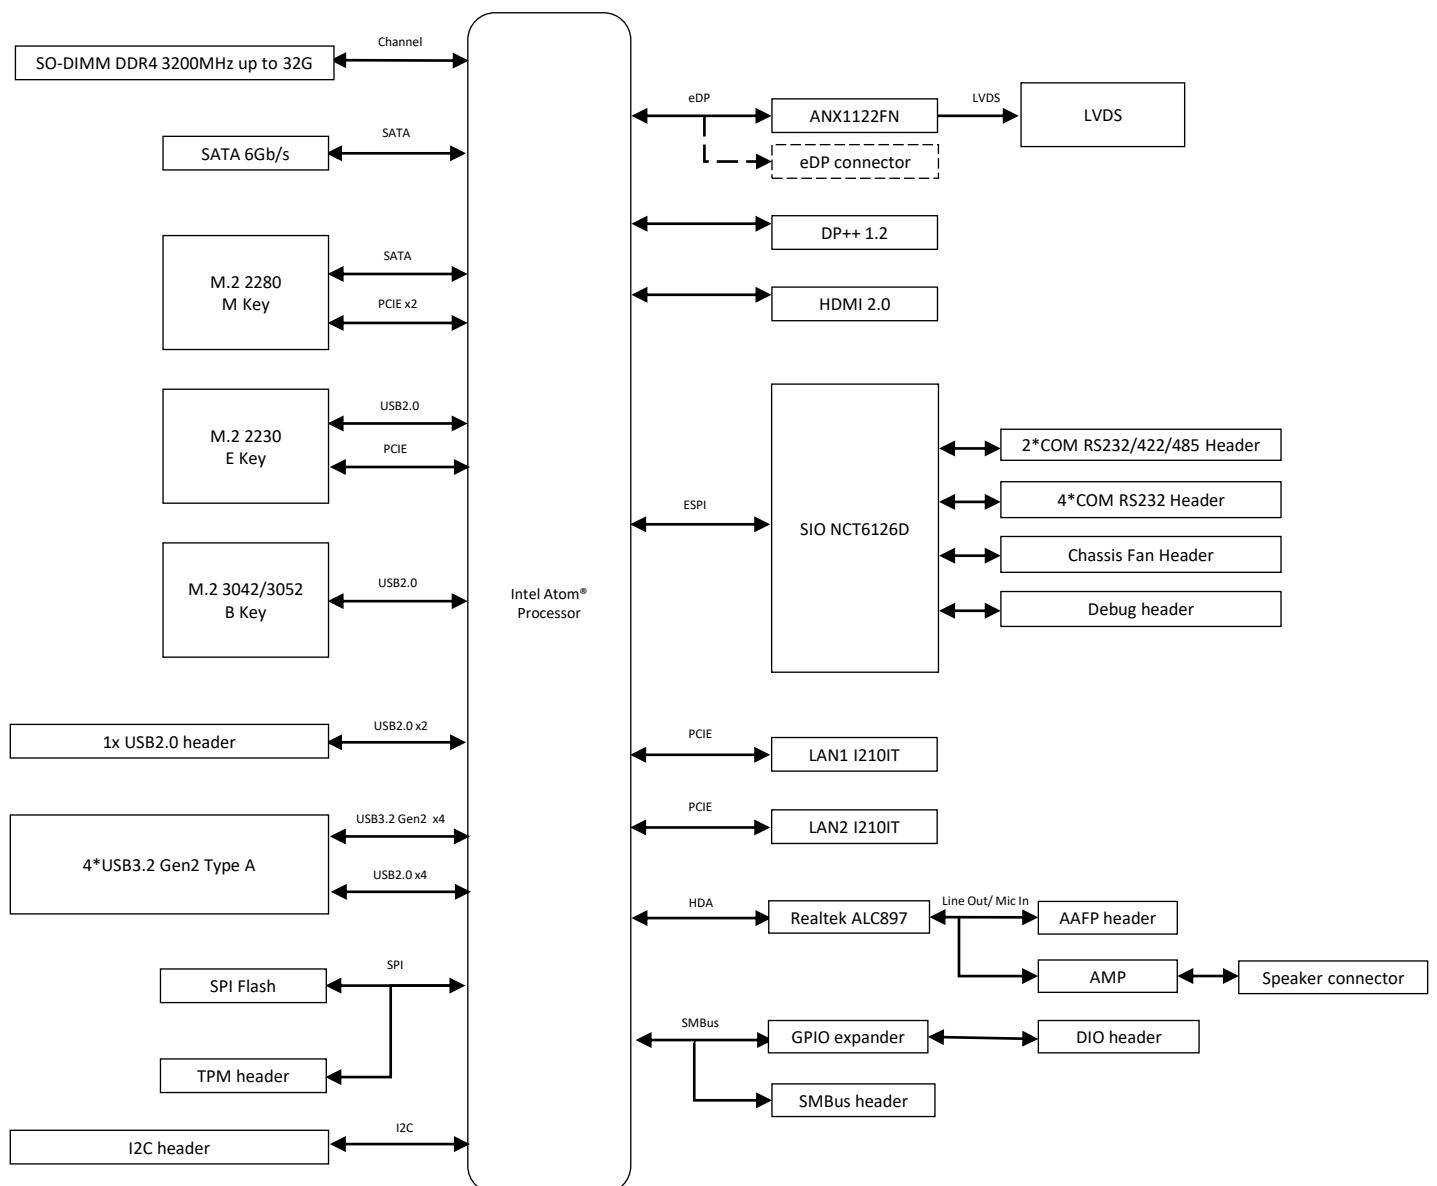 Channel
SO-DIMM DDR4 3200MHz up to 32G
SATA
SATA 6Gb/s
M.2 2280
M Key
SATA
PCIE x2
M.2 2230
E Key
USB2.0
PCIE
M.2 3042/3052
B Key
USB2.0
1x USB2.0 header
USB2.0 x2
4*USB3.2 Gen2 Type A
USB3.2 Gen2 x4
USB2.0 x4
SPI
SPI Flash
TPM header
I2C header
I2C
Intel Atom®
Processor
eDP
ANX1122FN
LVDS
LVDS
eDP connector
DP++ 1.2
HDMI 2.0
ESPI
SIO NCT6126D
2*COM RS232/422/485 Header
4*COM RS232 Header
Chassis Fan Header
Debug header
PCIE
LAN1 I210IT
PCIE
LAN2 I210IT
HDA
Realtek ALC897
Line Out/ Mic In
AAFP header
AMP
Speaker connector
SMBus
GPIO expander
DIO header
SMBus header